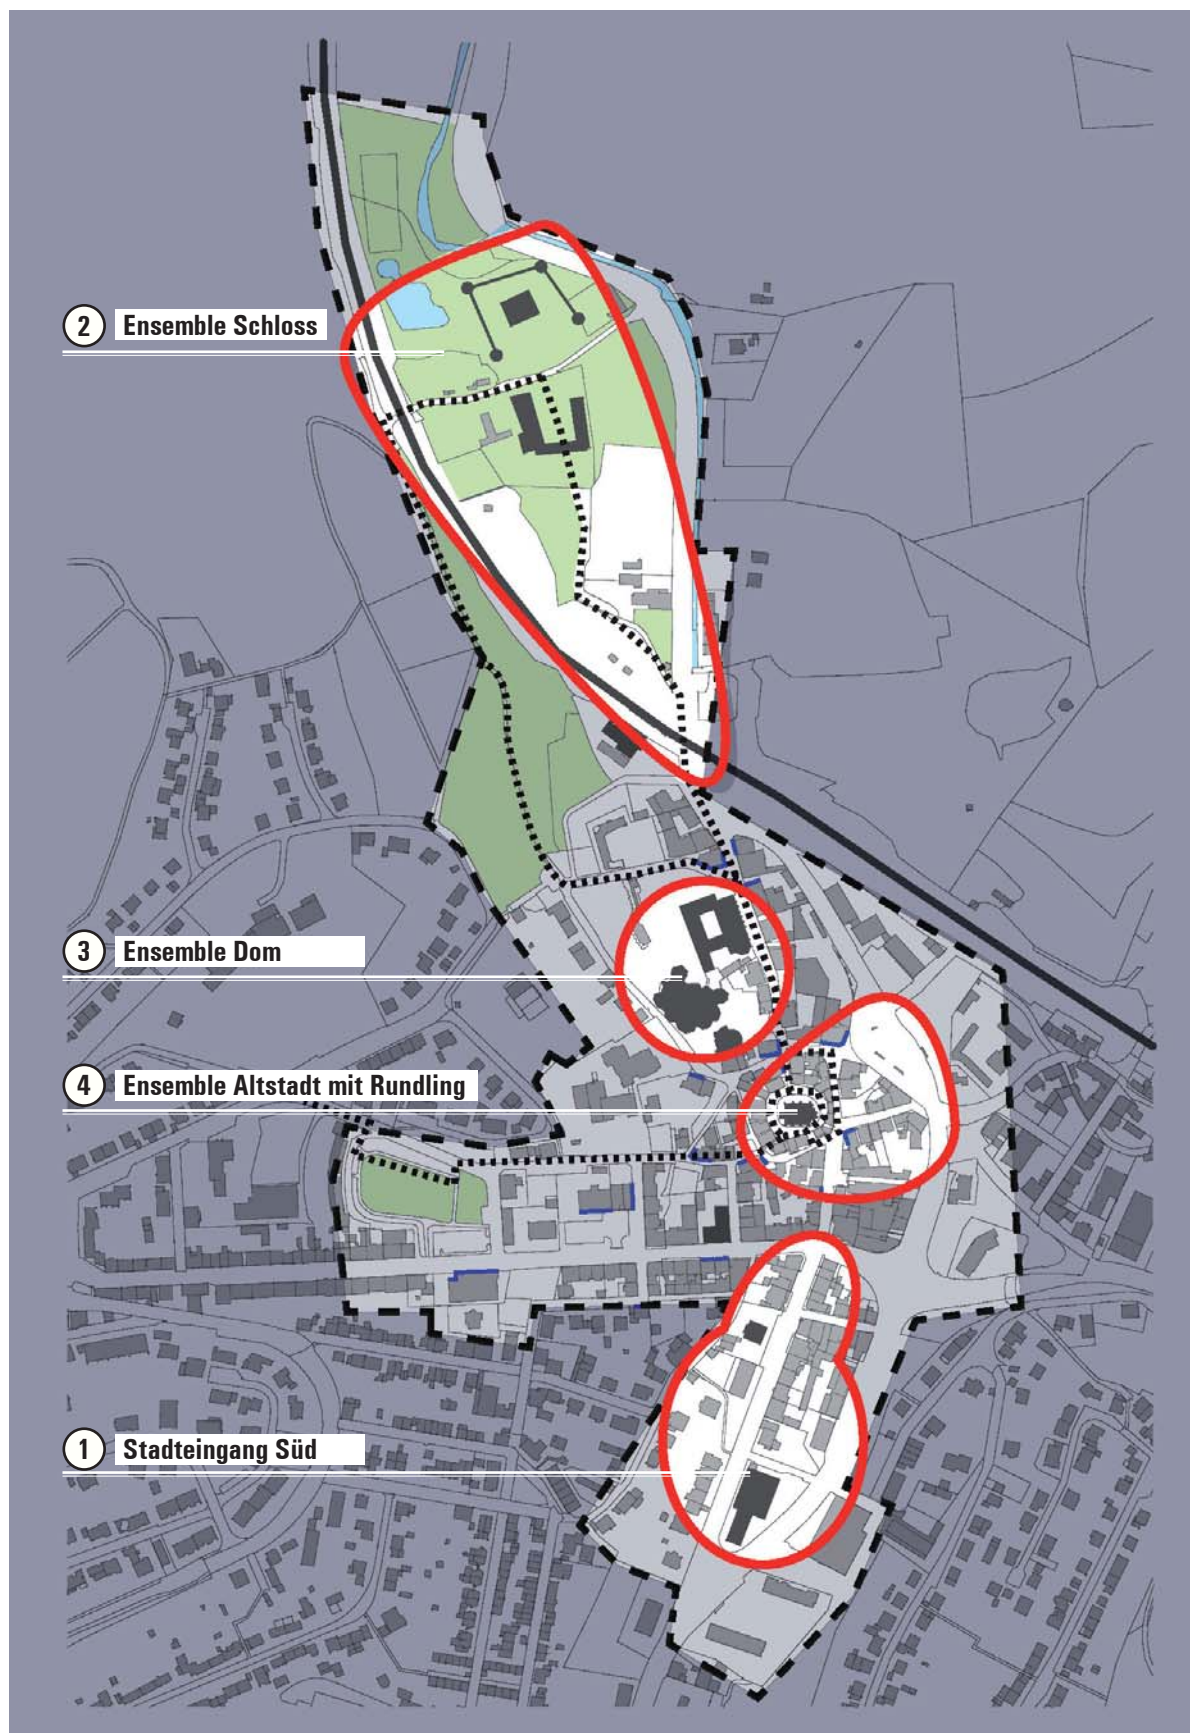 2 Ensemble Schloss
3 Ensemble Dom
4 Ensemble Altstadt mit Rundling
1 Stadteingang Süd